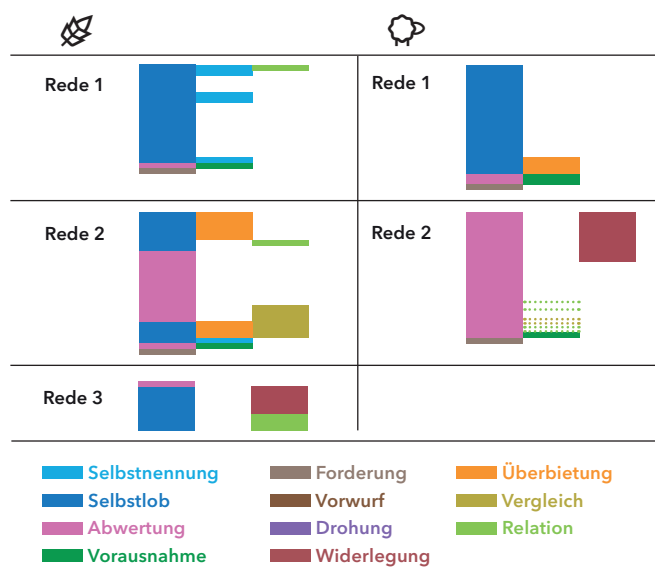 Rede 1
Rede 1
Rede 2
Rede 2
Rede 3
Selbstnennung
Forderung
Überbietung
Selbstlob
Vorwurf
Vergleich
Abwertung
Drohung
Relation
Vorausnahme
Widerlegung